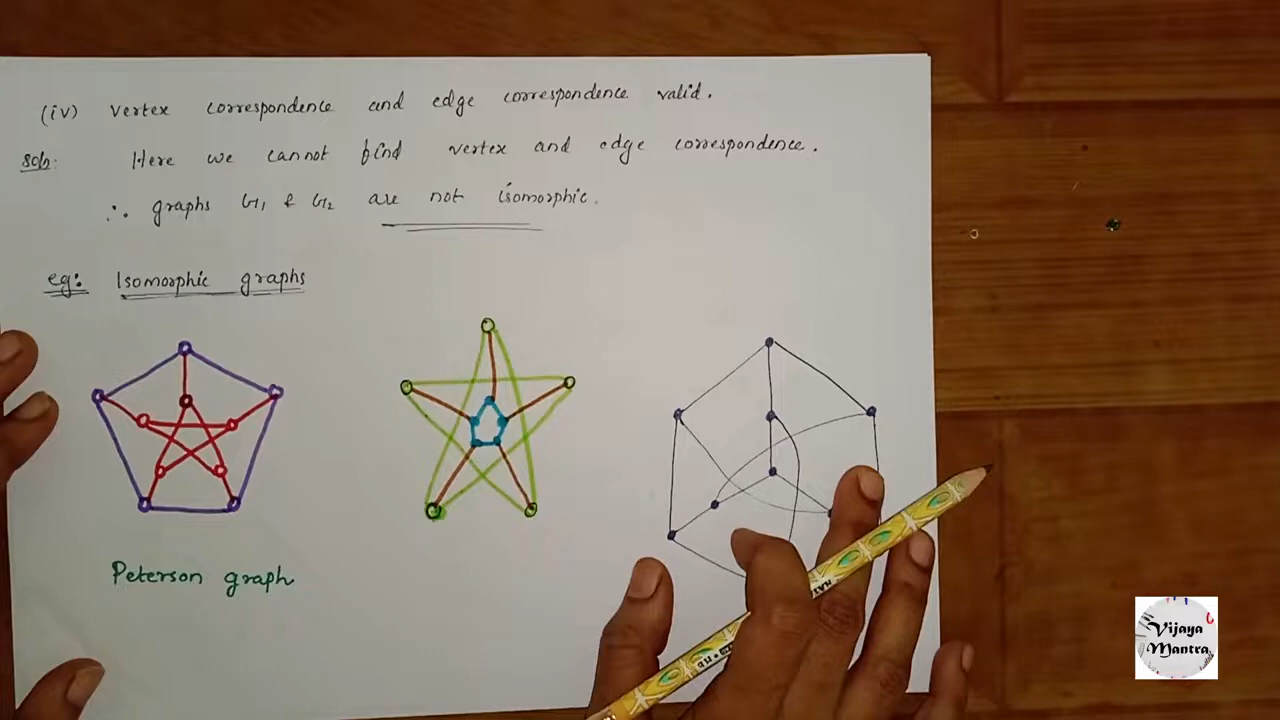 (iv) vertex correspondence and edge correspondence valid.
Soln: Here we cannot find vertex and edge correspondence.
∴ graphs G1 & G2 are not isomorphic.
eg: Isomorphic graphs
Peterson graph
Vijaya
Mantra